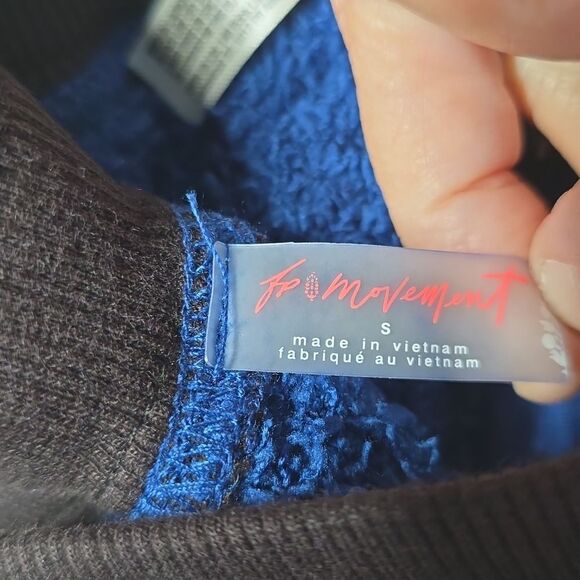 fp movement
S
made in vietnam
fabriqué au vietnam